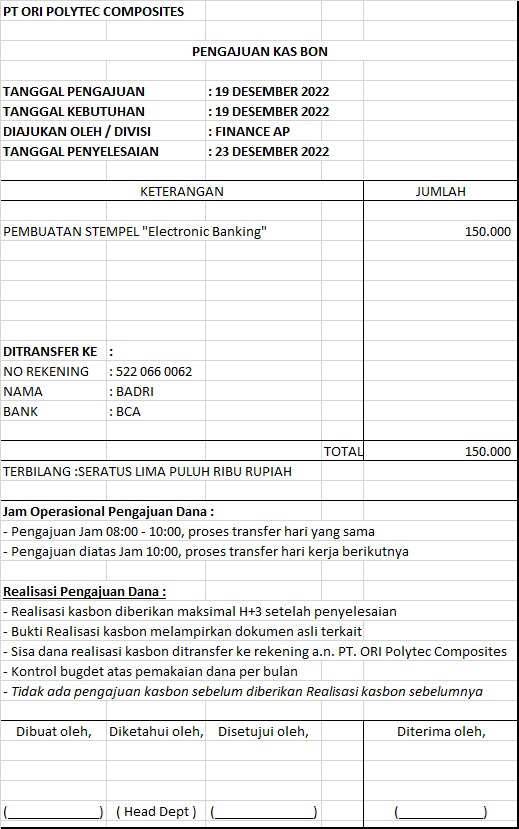 PT ORI POLYTEC COMPOSITES
PENGAJUAN KAS BON
TANGGAL PENGAJUAN : 19 DESEMBER 2022
TANGGAL KEBUTUHAN : 19 DESEMBER 2022
DIAJUKAN OLEH / DIVISI : FINANCE AP
TANGGAL PENYELESAIAN : 23 DESEMBER 2022
KETERANGAN JUMLAH
PEMBUATAN STEMPEL "Electronic Banking" 150.000
DITRANSFER KE :
NO REKENING : 522 066 0062
NAMA : BADRI
BANK : BCA
TOTAL 150.000
TERBILANG :SERATUS LIMA PULUH RIBU RUPIAH
Jam Operasional Pengajuan Dana :
- Pengajuan Jam 08:00 - 10:00, proses transfer hari yang sama
- Pengajuan diatas Jam 10:00, proses transfer hari kerja berikutnya
Realisasi Pengajuan Dana :
- Realisasi kasbon diberikan maksimal H+3 setelah penyelesaian
- Bukti Realisasi kasbon melampirkan dokumen asli terkait
- Sisa dana realisasi kasbon ditransfer ke rekening a.n. PT. ORI Polytec Composites
- Kontrol bugdet atas pemakaian dana per bulan
- Tidak ada pengajuan kasbon sebelum diberikan Realisasi kasbon sebelumnya
Dibuat oleh, Diketahui oleh, Disetujui oleh, Diterima oleh,
(______________) ( Head Dept ) (______________) (____________)